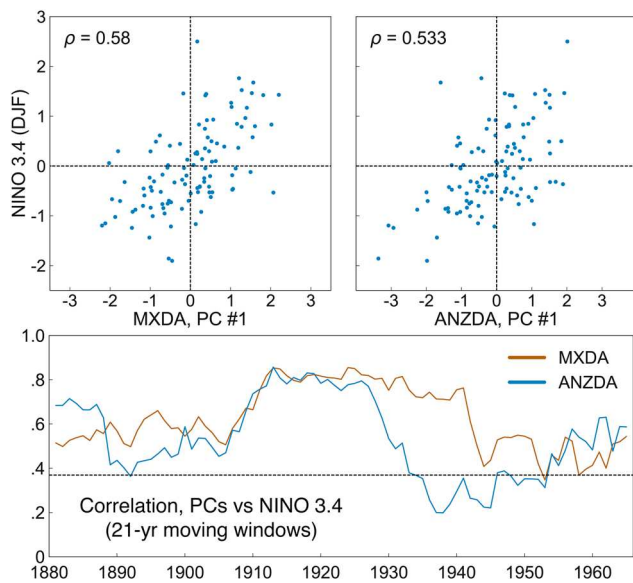 ρ = 0.58
ρ = 0.533
NINO 3.4 (DJF)
3
2
1
0
-1
-2
-3 -2 -1 0 1 2 3
-3 -2 -1 0 1 2 3
MXDA, PC #1
ANZDA, PC #1
1.0
.8
.6
.4
.2
0
MXDA
ANZDA
Correlation, PCs vs NINO 3.4
(21-yr moving windows)
1880 1890 1900 1910 1920 1930 1940 1950 1960